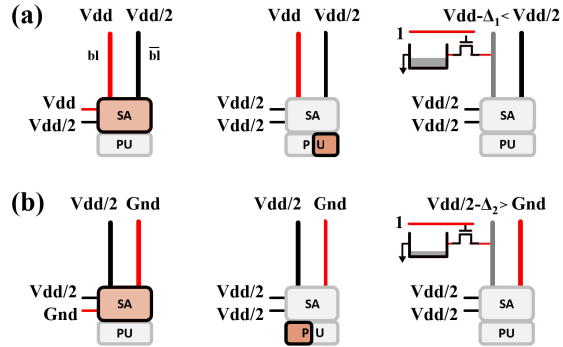 (a)
Vdd Vdd/2
bl bl
Vdd
Vdd/2
SA
PU
Vdd Vdd/2
Vdd/2
Vdd/2
SA
PU
Vdd-Δ1< Vdd/2
1
Vdd/2
Vdd/2
SA
PU
(b)
Vdd/2 Gnd
Vdd/2
Gnd
SA
PU
Vdd/2 Gnd
Vdd/2
Vdd/2
SA
PU
Vdd/2-Δ2> Gnd
1
Vdd/2
Vdd/2
SA
PU